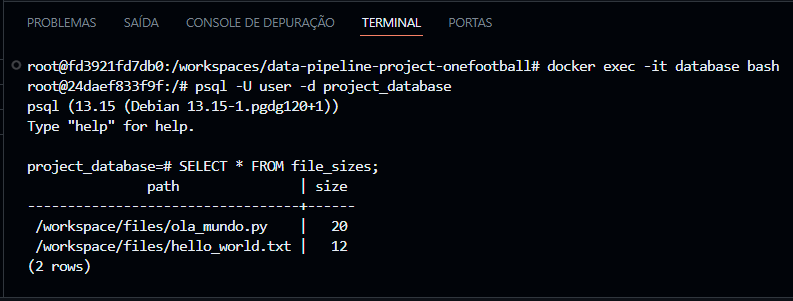 PROBLEMAS SAÍDA CONSOLE DE DEPURAÇÃO TERMINAL PORTAS
root@fd3921fd7db0:/workspaces/data-pipeline-project-onefootball# docker exec -it database bash
root@24daef833f9f:/# psql -U user -d project_database
psql (13.15 (Debian 13.15-1.pgdg120+1))
Type "help" for help.
project_database=# SELECT * FROM file_sizes;
path | size
----------------------------------+------
/workspace/files/ola_mundo.py | 20
/workspace/files/hello_world.txt | 12
(2 rows)